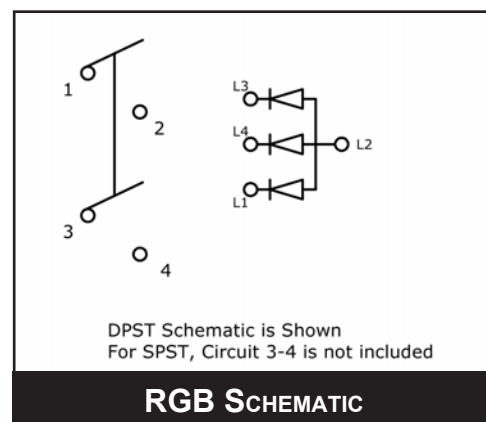 1
2
3
4
L3
L4
L1
L2
DPST Schematic is Shown
For SPST, Circuit 3-4 is not included
RGB SCHEMATIC